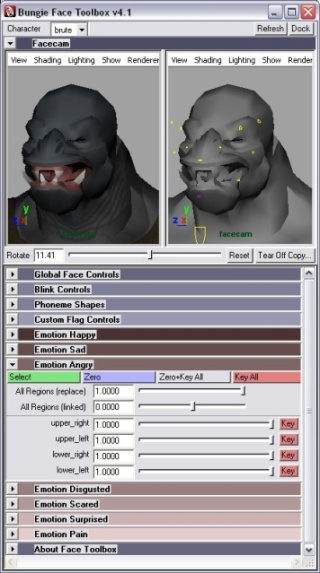 Bungie Face Toolbox v4.1
Character brute Refresh Dock
Facecam
View Shading Lighting Show Renderer
View Shading Lighting Show Renderer
y
z x
facecam
y
z x
facecam
Rotate 11.41 Reset Tear Off Copy...
Global Face Controls
Blink Controls
Phoneme Shapes
Custom Flag Controls
Emotion Happy
Emotion Sad
Emotion Angry
Select Zero Zero+Key All Key All
All Regions (replace) 1.0000
All Regions (linked) 0.0000
upper_right 1.0000 Key
upper_left 1.0000 Key
lower_right 1.0000 Key
lower_left 1.0000 Key
Emotion Disgusted
Emotion Scared
Emotion Surprised
Emotion Pain
About Face Toolbox